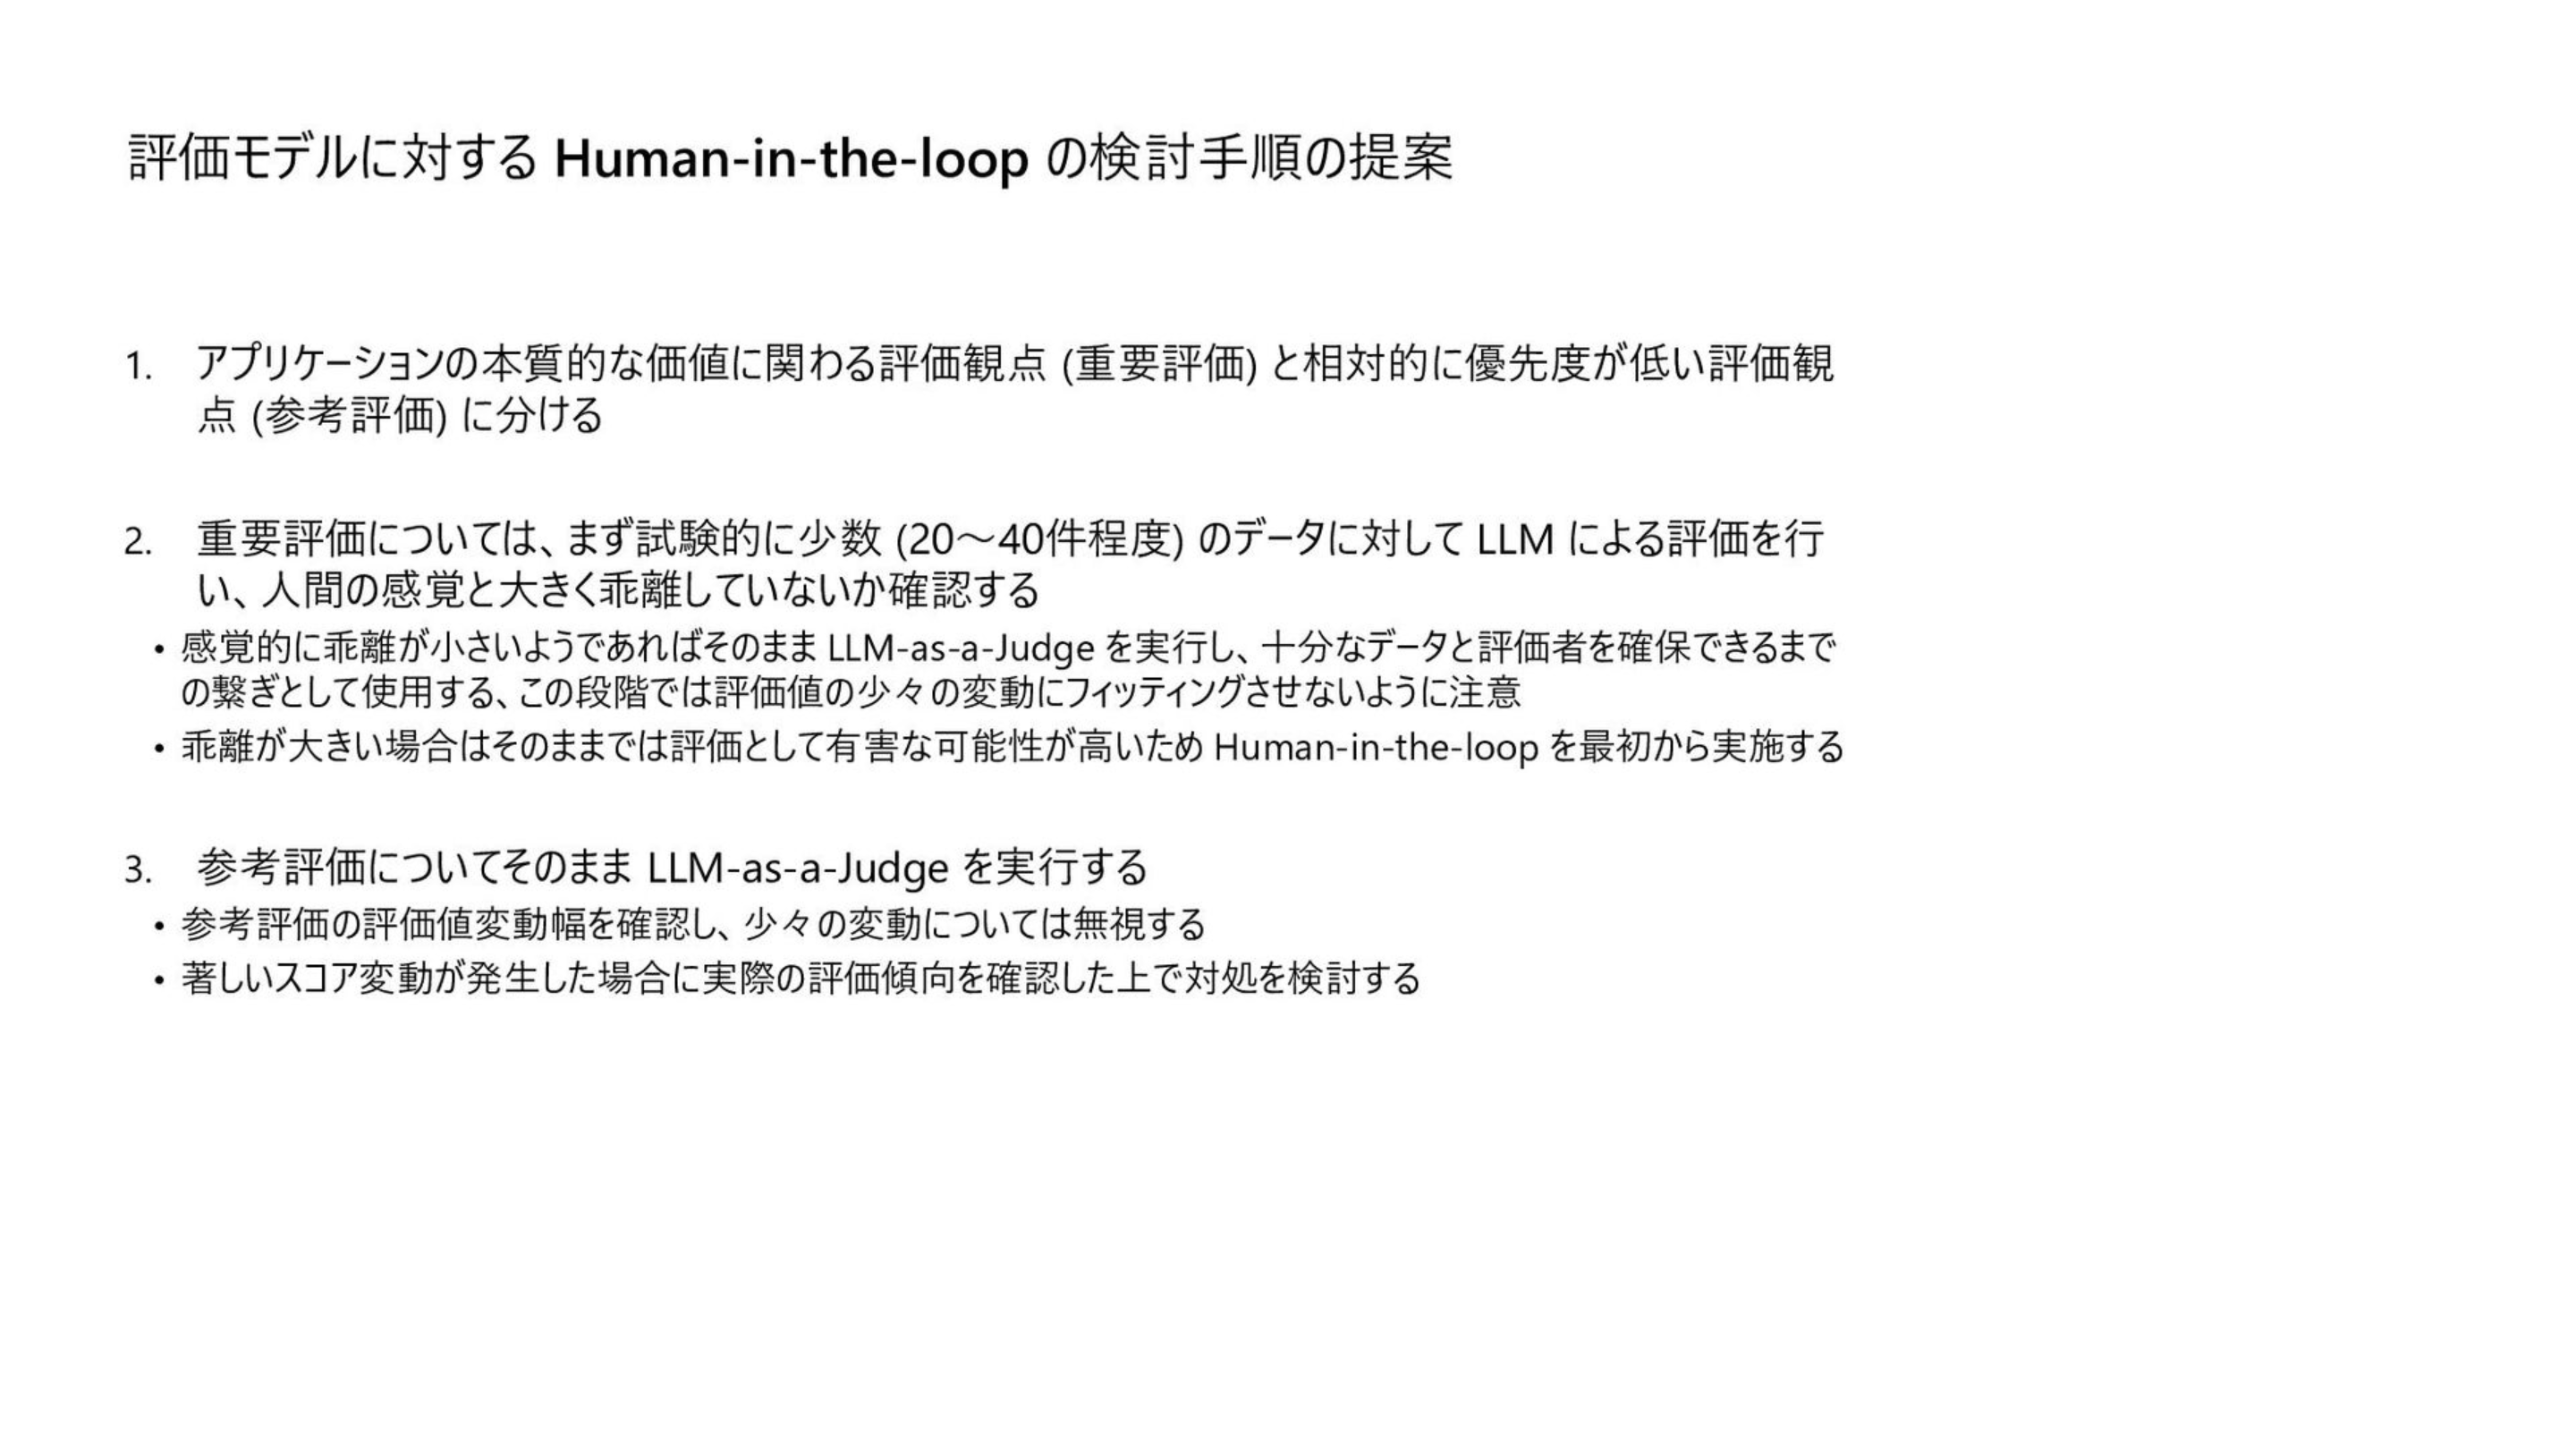 評価モデルに対する Human-in-the-loop の検討手順の提案
1. アプリケーションの本質的な価値に関わる評価観点 (重要評価) と相対的に優先度が低い評価観
点 (参考評価) に分ける
2. 重要評価については、まず試験的に少数 (20～40件程度) のデータに対して LLM による評価を行
い、人間の感覚と大きく乖離していないか確認する
• 感覚的に乖離が小さいようであればそのまま LLM-as-a-Judge を実行し、十分なデータと評価者を確保できるまで
の繋ぎとして使用する、この段階では評価値の少々の変動にフィッティングさせないように注意
• 乖離が大きい場合はそのままでは評価として有害な可能性が高いため Human-in-the-loop を最初から実施する
3. 参考評価についてそのまま LLM-as-a-Judge を実行する
• 参考評価の評価値変動幅を確認し、少々の変動については無視する
• 著しいスコア変動が発生した場合に実際の評価傾向を確認した上で対処を検討する